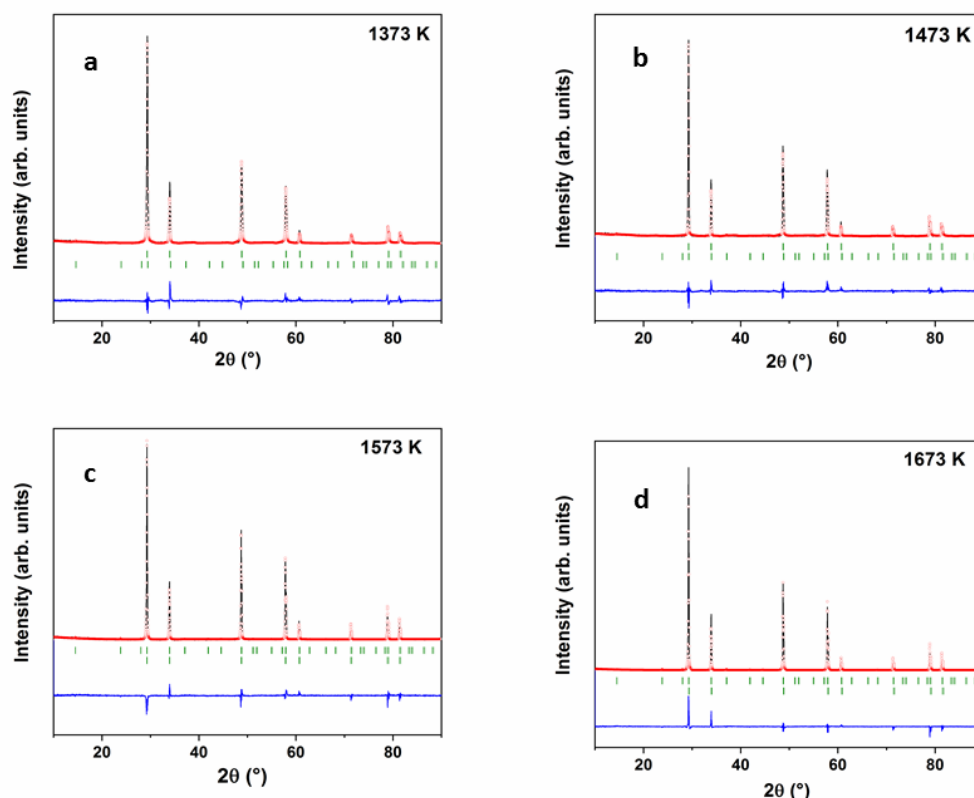 a
1373 K
Intensity (arb. units)
20 40 60 80
2θ (°)
b
1473 K
Intensity (arb. units)
20 40 60 80
2θ (°)
c
1573 K
Intensity (arb. units)
20 40 60 80
2θ (°)
d
1673 K
Intensity (arb. units)
20 40 60 80
2θ (°)